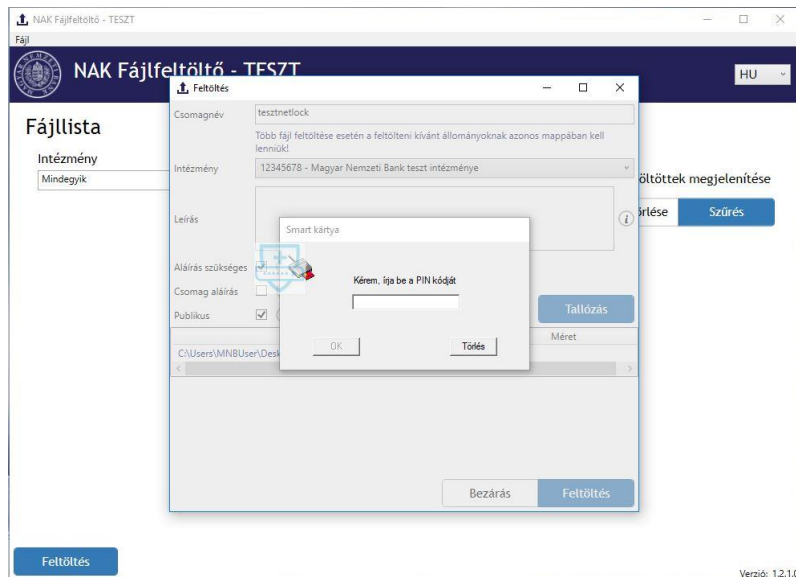 NAK Fájlfeltöltő - TESZT
Fájl
NAK Fájlfeltöltő - TESZT
HU
Feltöltés
Fájllista
Csomagnév
tesztnetlock
Több fájl feltöltése esetén a feltölteni kívánt állományoknak azonos mappában kell
lenniük!
Intézmény
Mindegyik
Intézmény
12345678 - Magyar Nemzeti Bank teszt intézménye
öltöttek megjelenítése
örlése
Szűrés
Leírás
Smart kártya
Kérem, írja be a PIN kódját
OK
Törlés
Aláírás szükséges
Csomag aláírás
Publikus
Tallózás
Méret
C:\Users\MNBUser\Desk
Bezárás
Feltöltés
Feltöltés
Verzió: 1.2.1.0